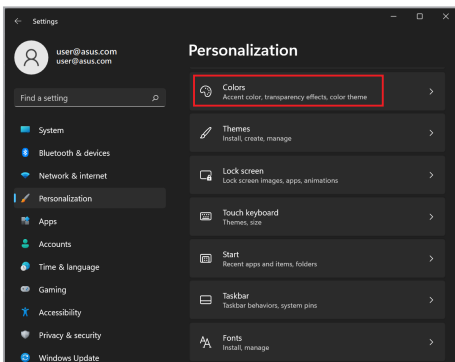 Settings
user@asus.com
user@asus.com
Find a setting
System
Bluetooth & devices
Network & internet
Personalization
Apps
Accounts
Time & language
Gaming
Accessibility
Privacy & security
Windows Update
Personalization
Colors
Accent color, transparency effects, color theme
Themes
Install, create, manage
Lock screen
Lock screen images, apps, animations
Touch keyboard
Themes, size
Start
Recent apps and items, folders
Taskbar
Taskbar behaviors, system pins
Fonts
Install, manage